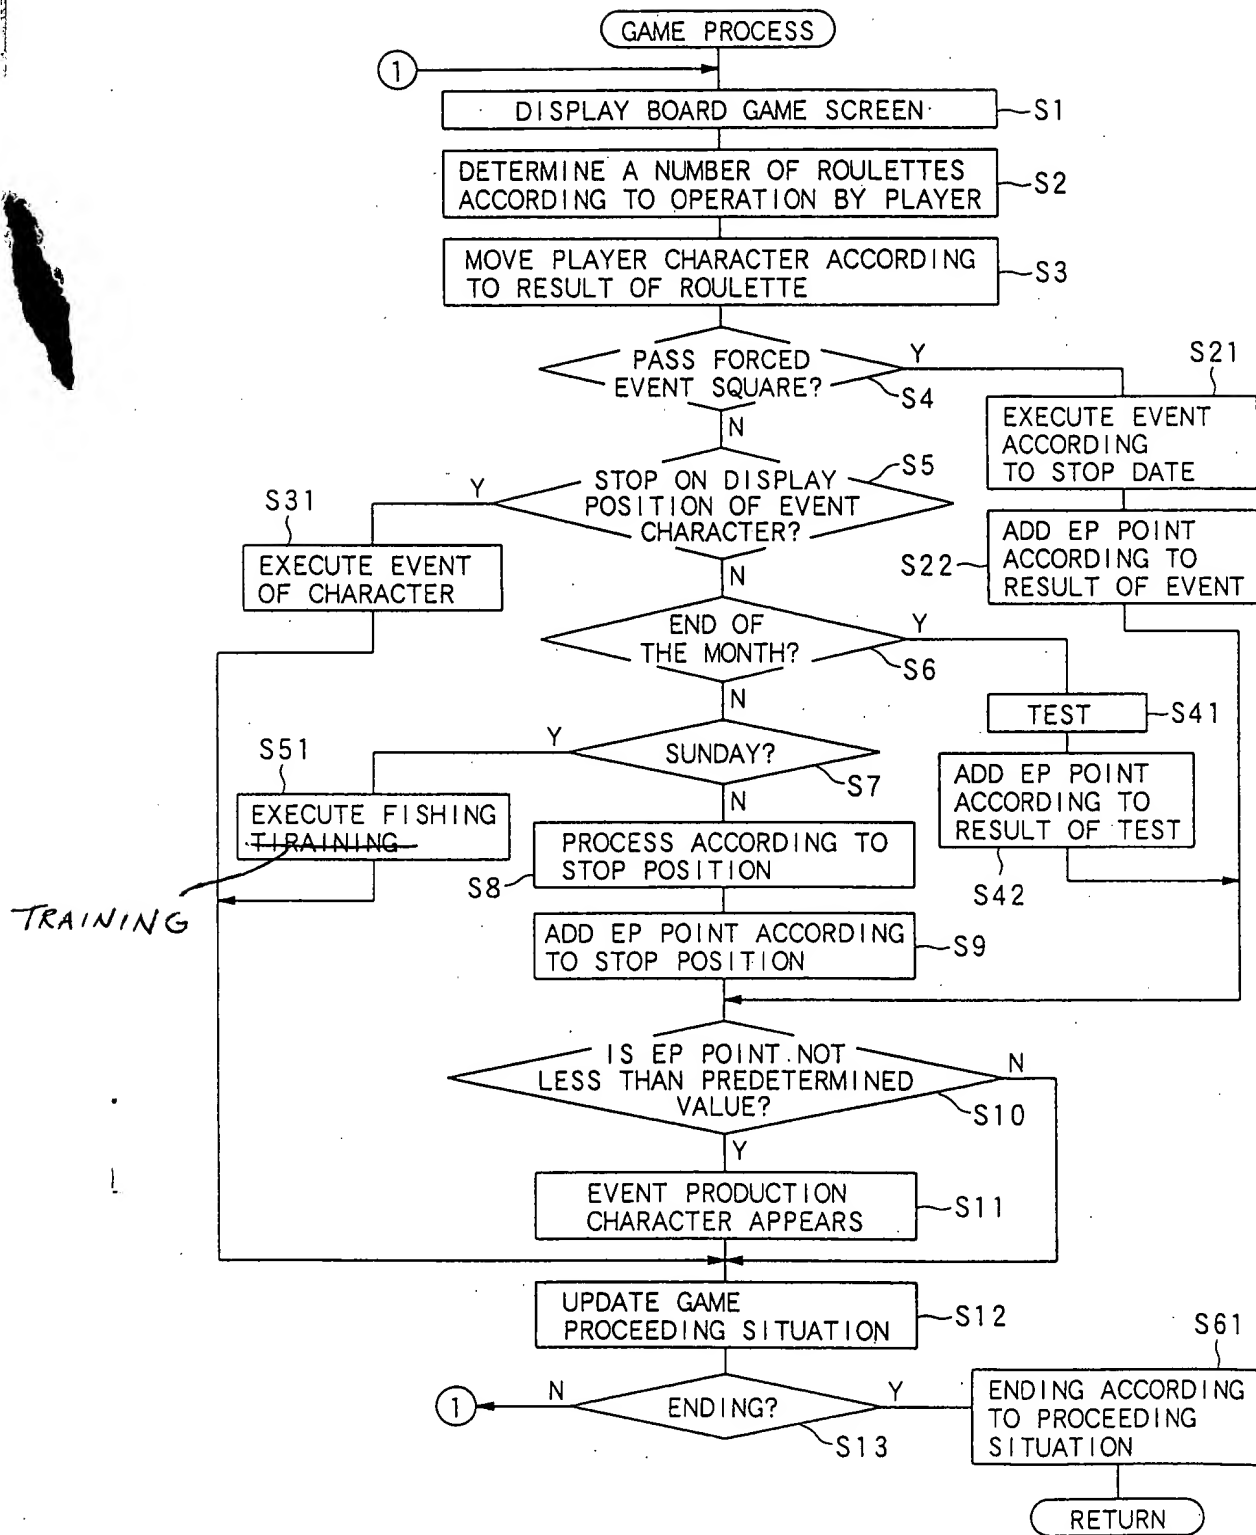 GAME PROCESS
1
DISPLAY BOARD GAME SCREEN
S1
DETERMINE A NUMBER OF ROULETTES
ACCORDING TO OPERATION BY PLAYER
S2
MOVE PLAYER CHARACTER ACCORDING
TO RESULT OF ROULETTE
S3
PASS FORCED
EVENT SQUARE?
Y
S4
N
S21
EXECUTE EVENT
ACCORDING
TO STOP DATE
S5
STOP ON DISPLAY
POSITION OF EVENT
CHARACTER?
Y
N
S31
EXECUTE EVENT
OF CHARACTER
S22
ADD EP POINT
ACCORDING TO
RESULT OF EVENT
END OF
THE MONTH?
Y
S6
N
TEST
S41
SUNDAY?
Y
S7
N
S51
EXECUTE FISHING
TIRAINING
TRAINING
ADD EP POINT
ACCORDING TO
RESULT OF TEST
S42
PROCESS ACCORDING TO
STOP POSITION
S8
ADD EP POINT ACCORDING
TO STOP POSITION
S9
IS EP POINT NOT
LESS THAN PREDETERMINED
VALUE?
N
S10
Y
EVENT PRODUCTION
CHARACTER APPEARS
S11
UPDATE GAME
PROCEEDING SITUATION
S12
1
N
ENDING?
Y
S13
S61
ENDING ACCORDING
TO PROCEEDING
SITUATION
RETURN